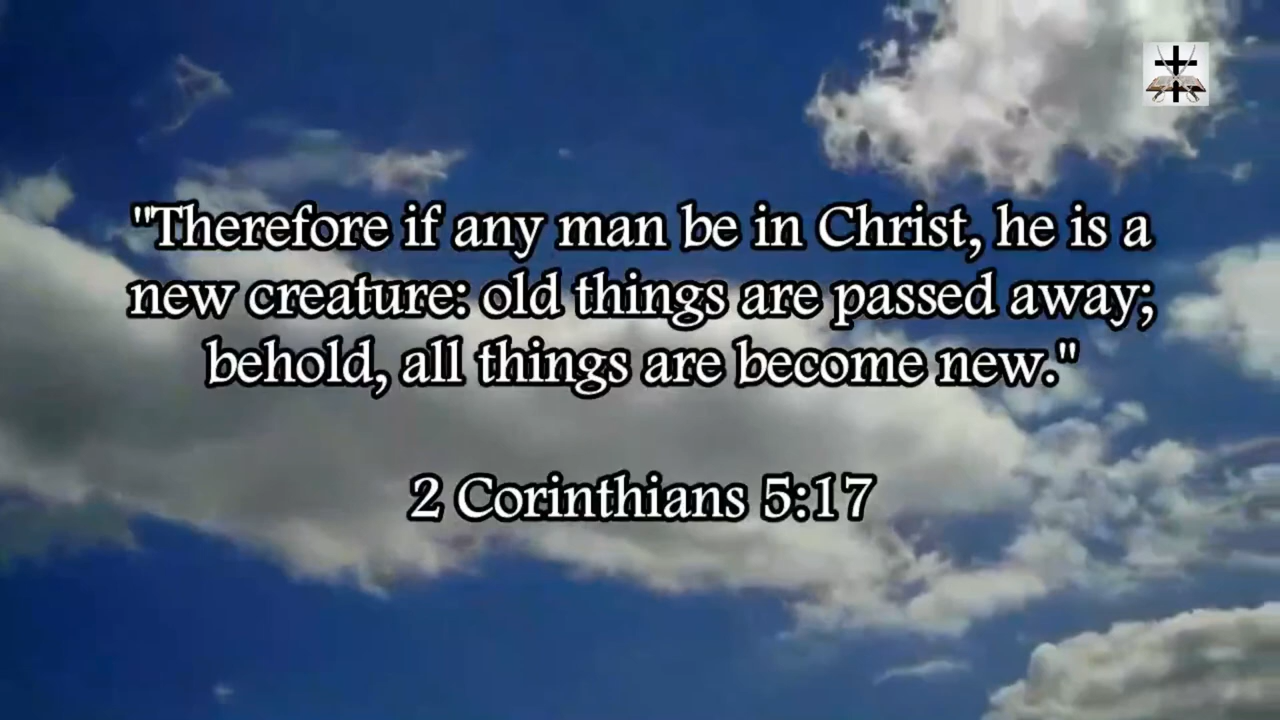 "Therefore if any man be in Christ, he is a
new creature: old things are passed away;
behold, all things are become new."
2 Corinthians 5:17